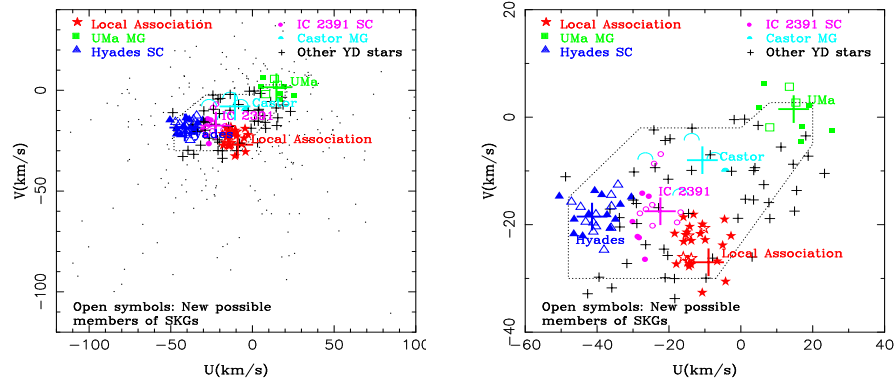 Local Association
UMa MG
Hyades SC
IC 2391 SC
Castor MG
Other YD stars
UMa
Castor
IC 2391
Hyades
Local Association
Open symbols: New possible
members of SKGs
0
−50
−100
V(km/s)
−100
−50
0
50
100
U(km/s)
Local Association
UMa MG
Hyades SC
IC 2391 SC
Castor MG
Other YD stars
UMa
Castor
IC 2391
Hyades
Local Association
Open symbols: New possible
members of SKGs
20
0
−20
−40
V(km/s)
−60
−40
−20
0
20
40
U(km/s)